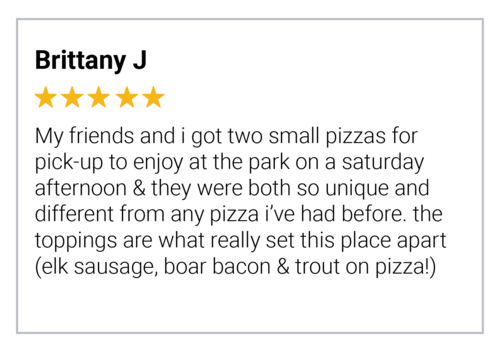 Brittany J
My friends and i got two small pizzas for
pick-up to enjoy at the park on a saturday
afternoon & they were both so unique and
different from any pizza i’ve had before. the
toppings are what really set this place apart
(elk sausage, boar bacon & trout on pizza!)